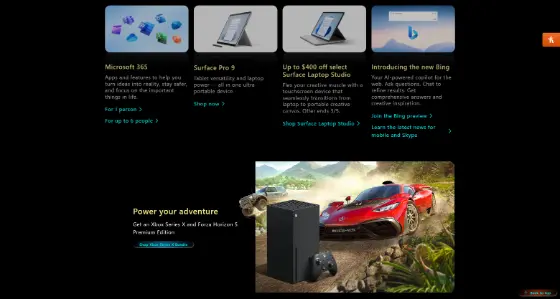 Microsoft 365
Apps and features to help you
turn ideas into reality, stay safer,
and focus on the important
things in life.
For 1 person >
For up to 6 people >
Surface Pro 9
Tablet versatility and laptop
power — all in one ultra
portable device
Shop now >
Up to $400 off select
Surface Laptop Studio
Flex your creative muscle with a
touchscreen device that
seamlessly transitions from
laptop to portable creative
canvas. Offer ends 3/5.
Shop Surface Laptop Studio >
Introducing the new Bing
Your AI-powered copilot for the
web. Ask questions. Chat to
refine results. Get
comprehensive answers and
creative inspiration.
Join the Bing preview >
Learn the latest news for
mobile and Skype >
Power your adventure
Get an Xbox Series X and Forza Horizon 5
Premium Edition
Shop Xbox Series X Bundle